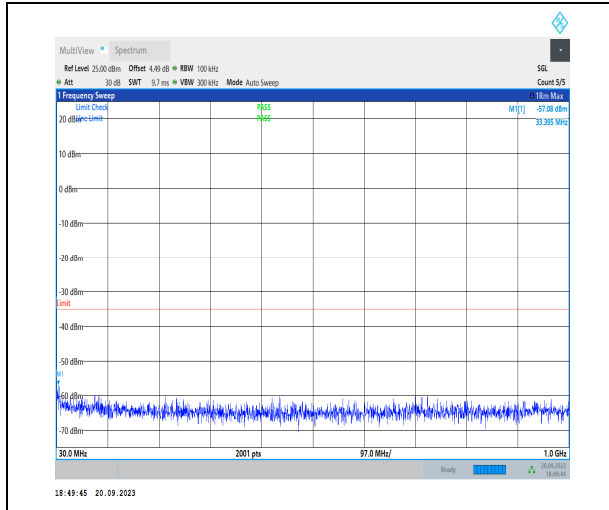 MultiView Spectrum
Ref Level 25.00 dBm Offset 4.49 dB RBW 100 kHz SGL
Att 30 dB SWT 9.7 ms VBW 300 kHz Mode Auto Sweep Count 5/5
1 Frequency Sweep 1Rm Max
Limit Check PASS M1[1] -57.08 dBm
20 dBm Line Limit PASS 33.395 MHz
10 dBm
0 dBm
-10 dBm
-20 dBm
-30 dBm
Limit
-40 dBm
-50 dBm
M1
-60 dBm
-70 dBm
30.0 MHz 2001 pts 97.0 MHz/ 1.0 GHz
Ready 20.09.2023
18:49:44
18:49:45 20.09.2023